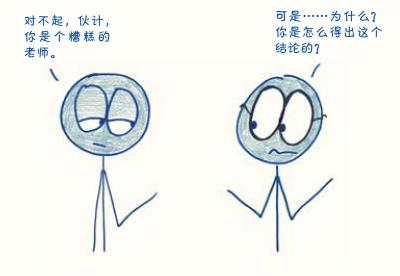 对不起，伙计，
你是个糟糕的
老师。
可是……为什么？
你是怎么得出这个
结论的？